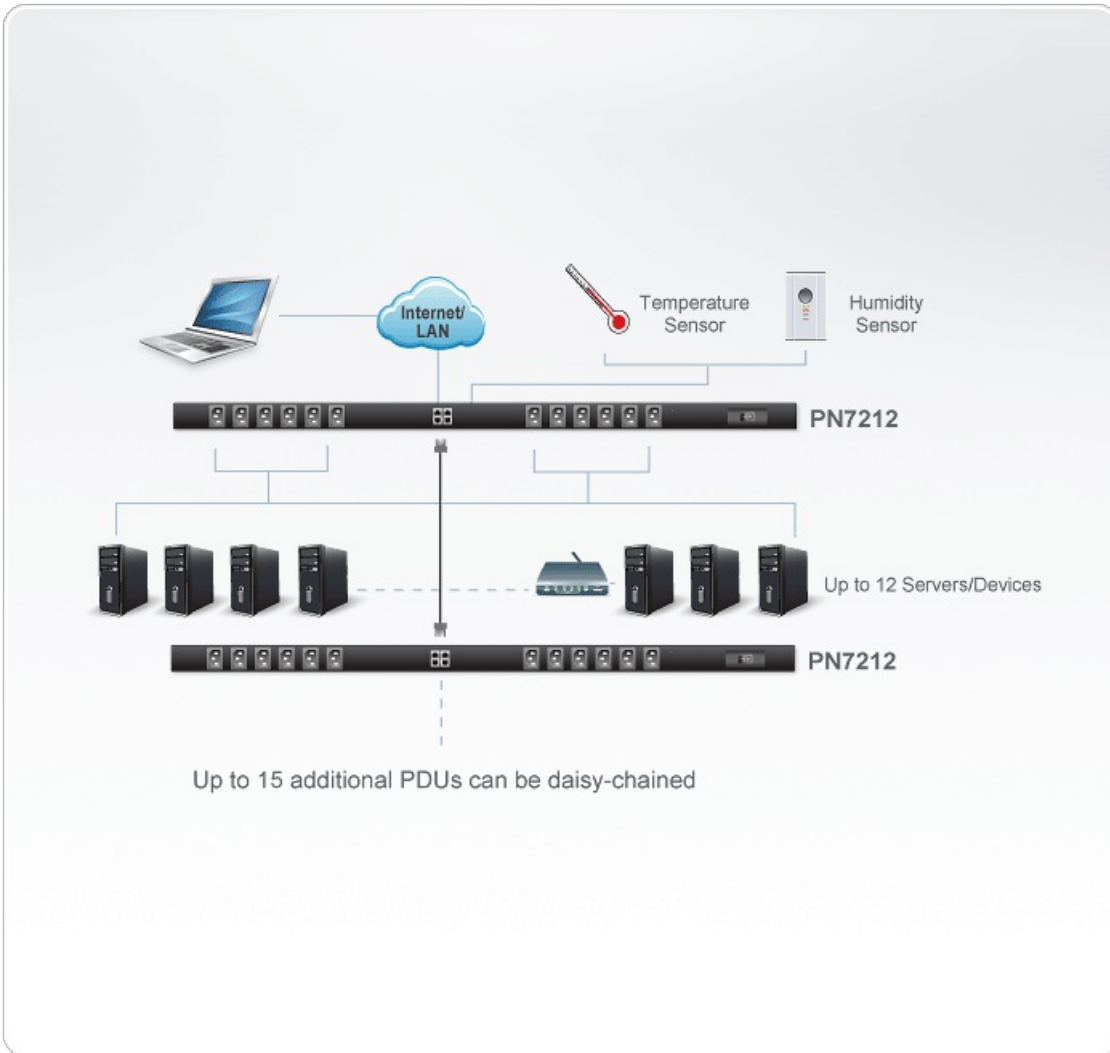 Internet/
LAN
Temperature
Sensor
Humidity
Sensor
PN7212
Up to 12 Servers/Devices
PN7212
Up to 15 additional PDUs can be daisy-chained